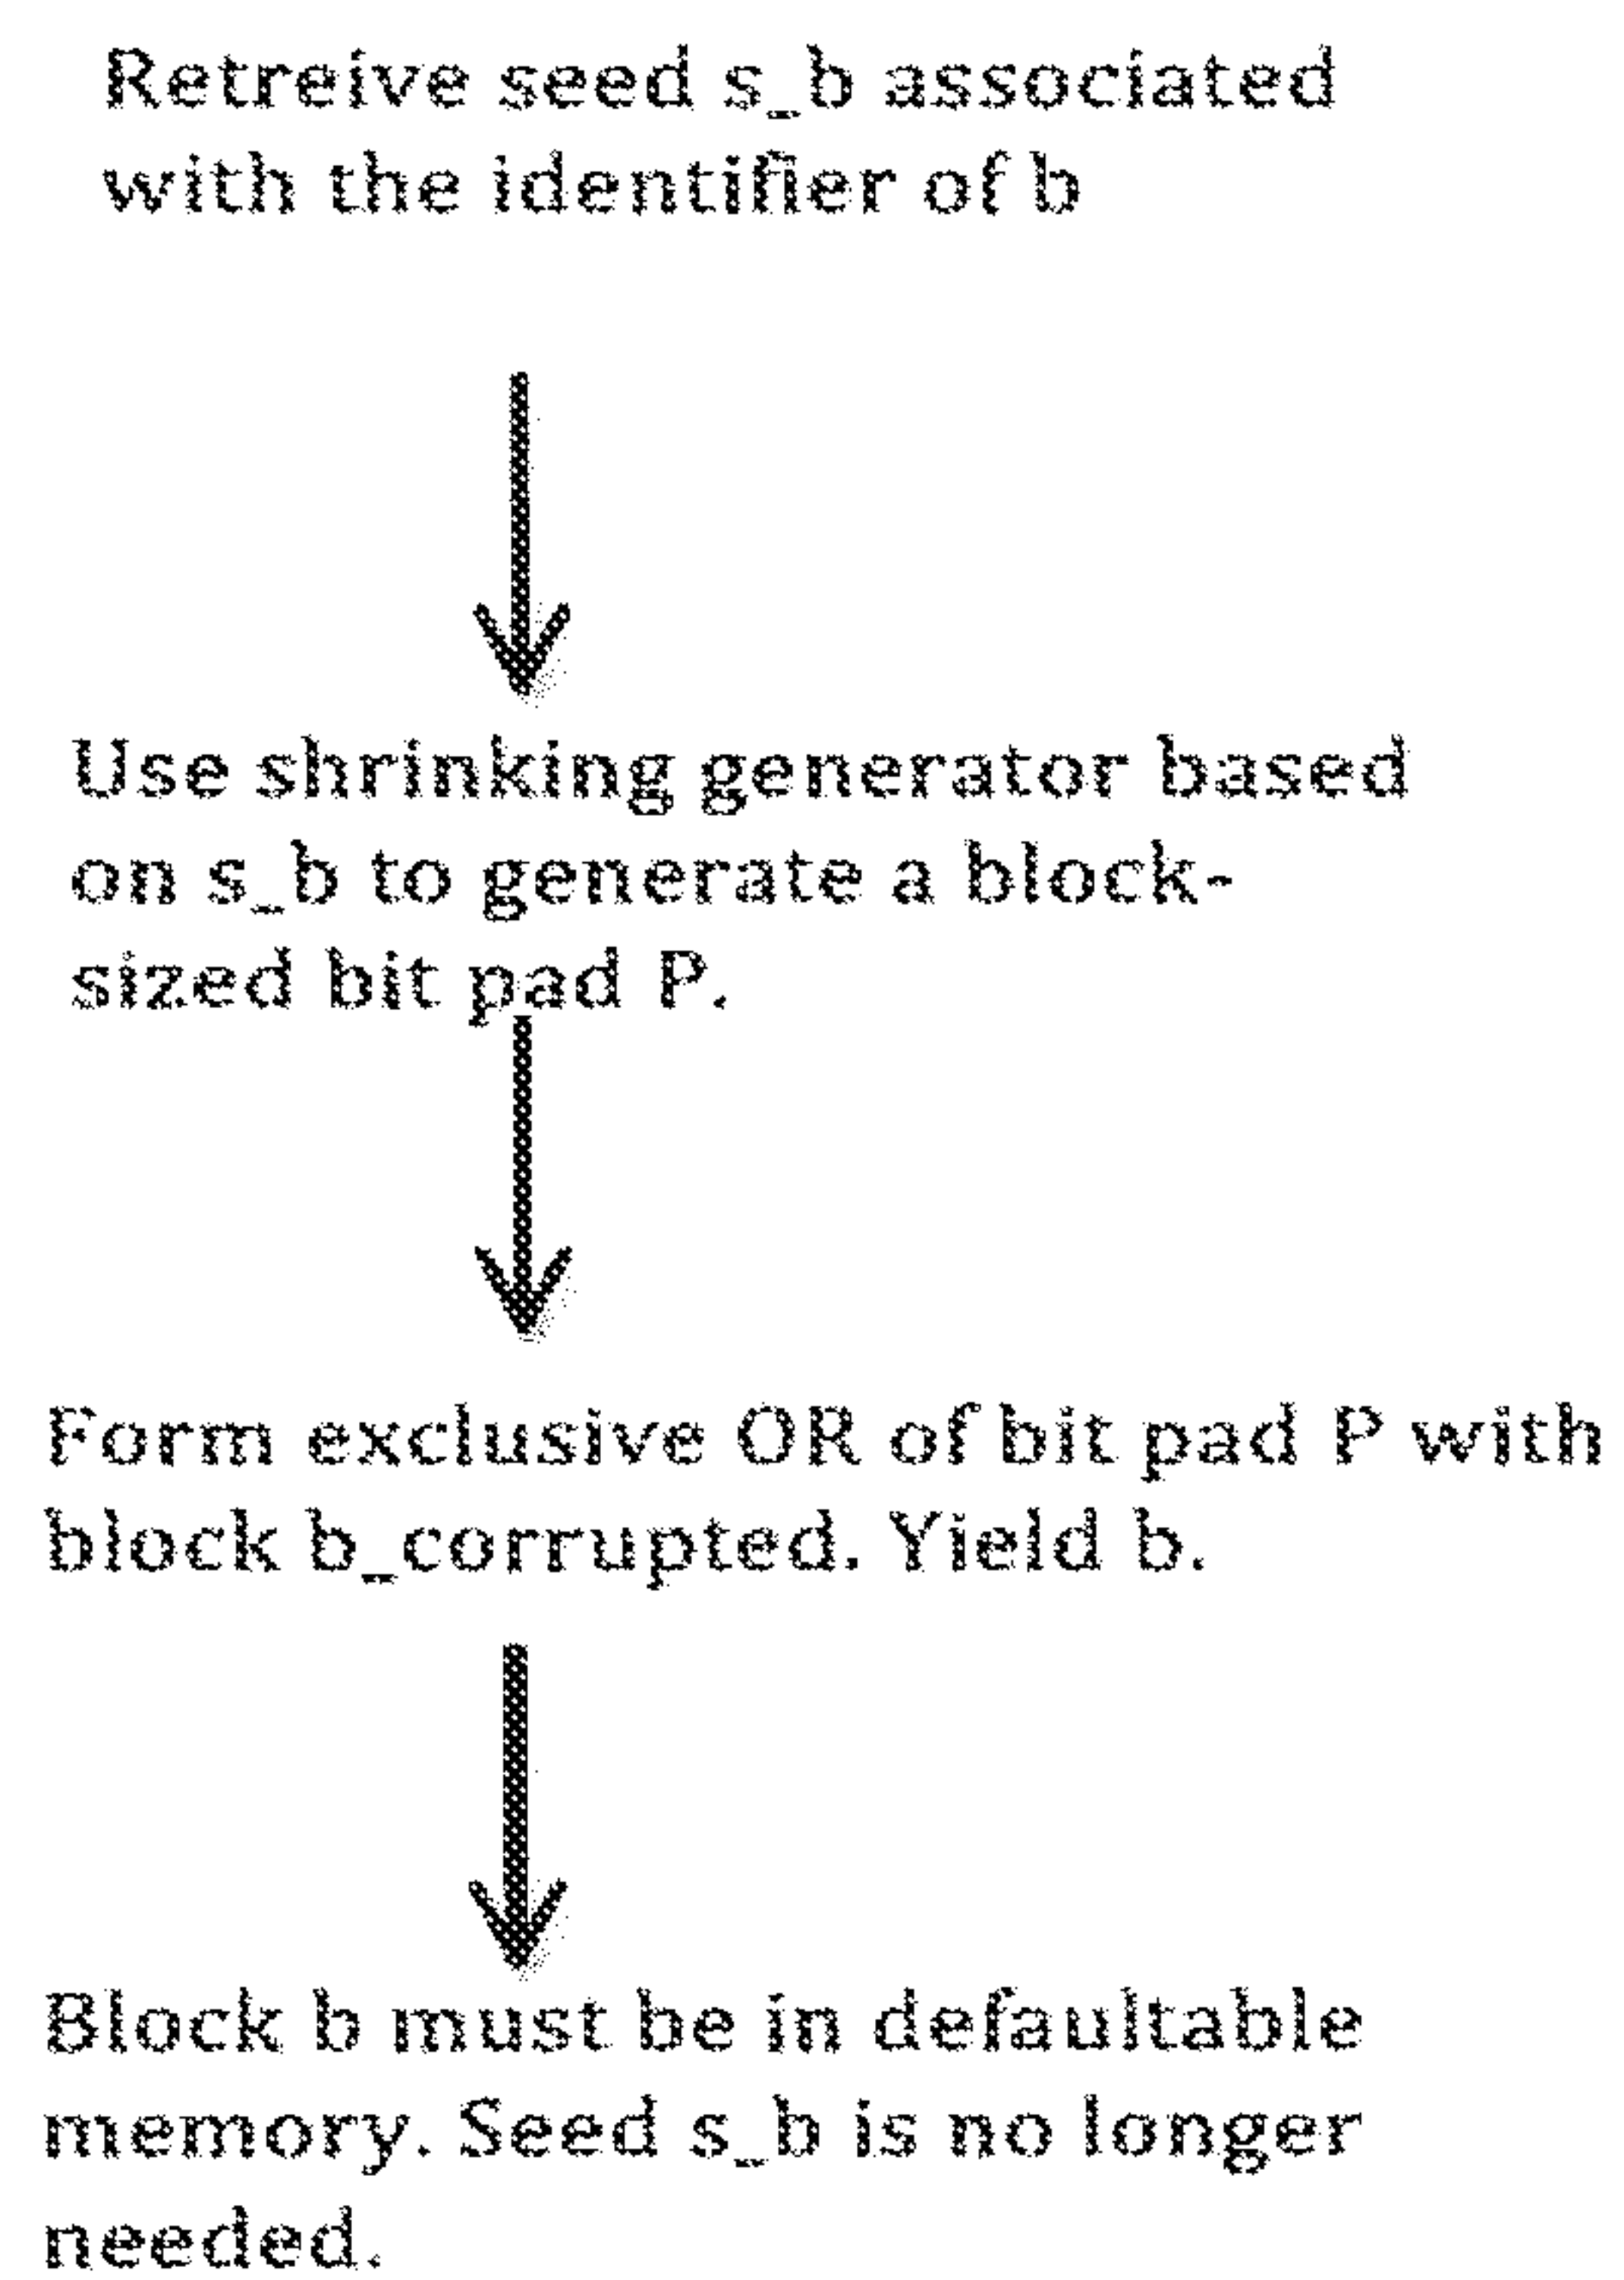 Retreive seed s_b associated
with the identifier of b
Use shrinking generator based
on s_b to generate a block-
sized bit pad P.
Form exclusive OR of bit pad P with
block b_corrupted. Yield b.
Block b must be in defaultable
memory. Seed s_b is no longer
needed.